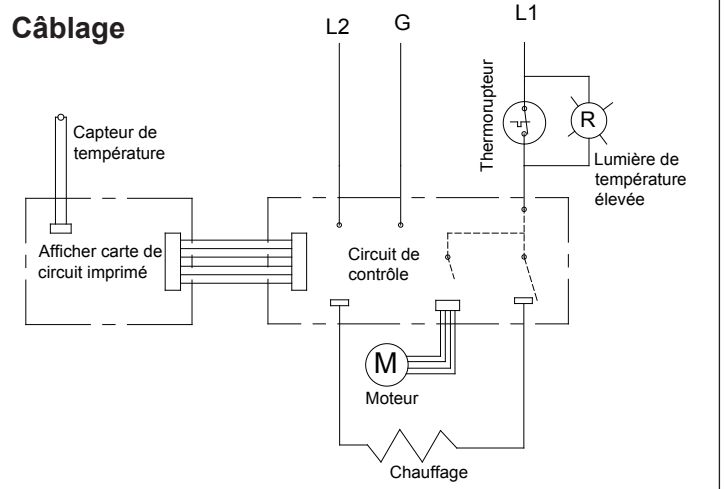 Câblage
L2
G
L1
Thermorupteur
R
Capteur de
température
Lumière de
température
élevée
Afficher carte de
circuit imprimé
Circuit de
contrôle
M
Moteur
Chauffage